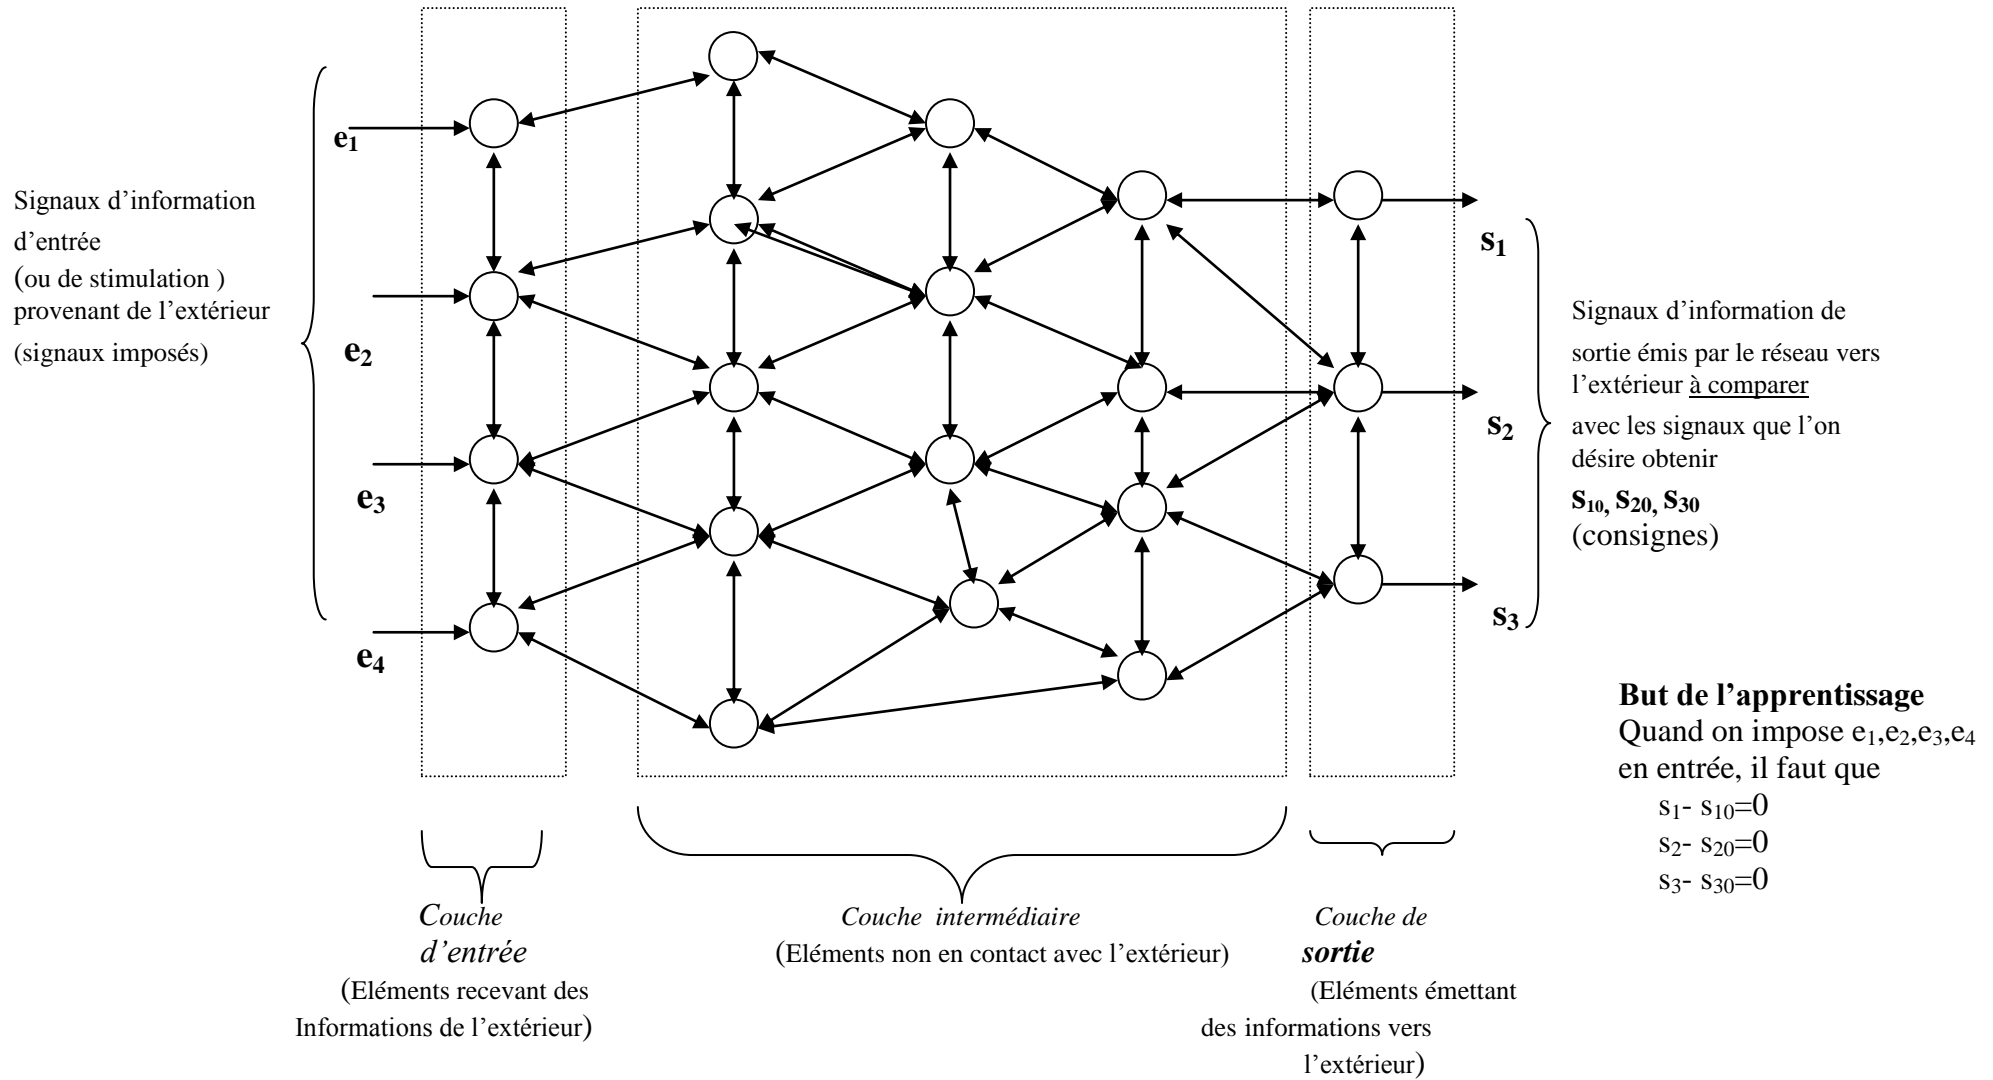 Signaux d’information
d’entrée
(ou de stimulation )
provenant de l’extérieur
(signaux imposés)
e1
e2
e3
e4
s1
s2
s3
Signaux d’information de
sortie émis par le réseau vers
l’extérieur à comparer
avec les signaux que l’on
désire obtenir
s10, s20, s30
(consignes)
But de l’apprentissage
Quand on impose e1,e2,e3,e4
en entrée, il faut que
s1- s10=0
s2- s20=0
s3- s30=0
Couche
d’entrée
(Eléments recevant des
Informations de l’extérieur)
Couche intermédiaire
(Eléments non en contact avec l’extérieur)
Couche de
sortie
(Eléments émettant
des informations vers
l’extérieur)